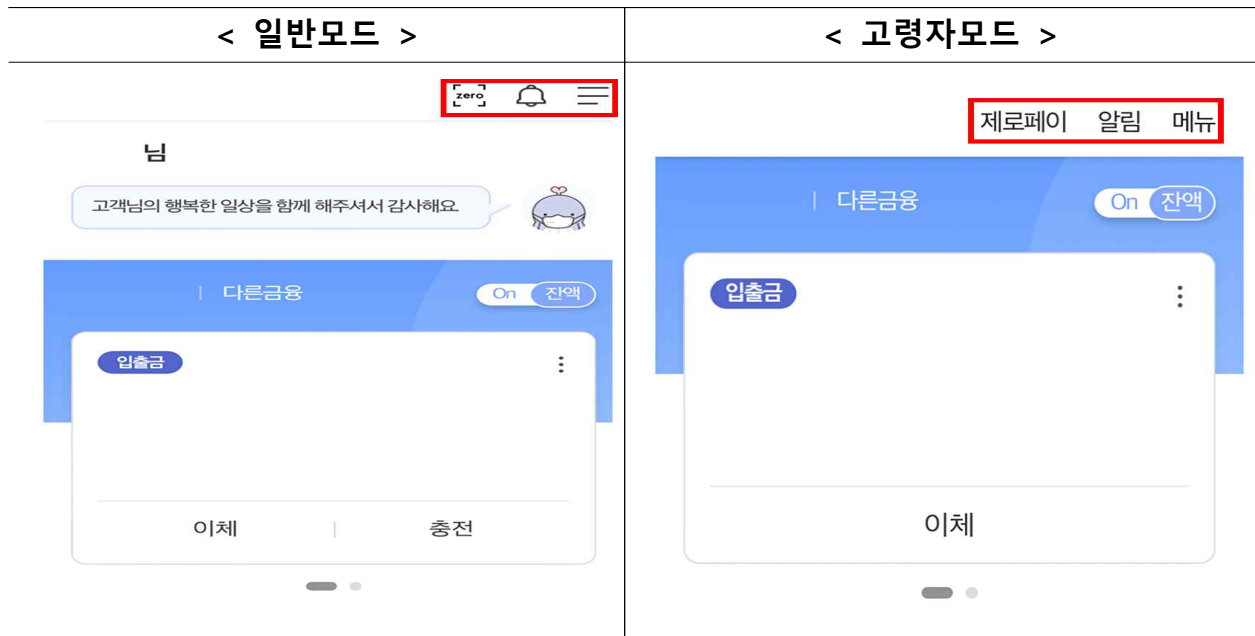 < 일반모드 >
zero
님
고객님의 행복한 일상을 함께 해주셔서 감사해요.
다른금융
On 잔액
입출금
이체 충전
< 고령자모드 >
제로페이 알림 메뉴
다른금융
On 잔액
입출금
이체